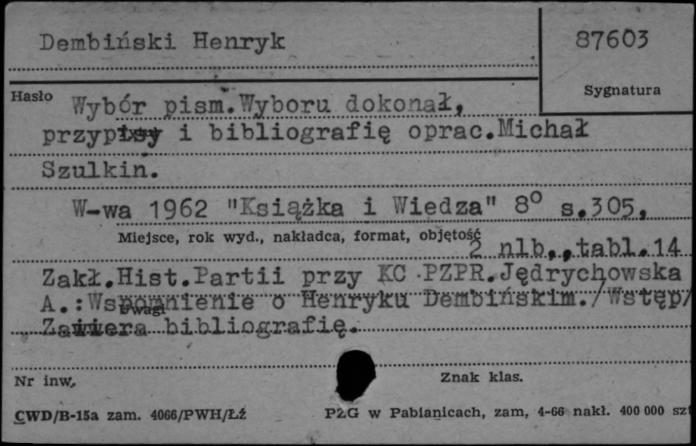 Dembiński Henryk
87603
Sygnatura
Hasło
Wybór pism. Wyboru dokonał,
przypisy i bibliografię oprac. Michał
Szulkin.
W-wa 1962 "Książka i Wiedza" 8° s.305,
Miejsce, rok wyd., nakładca, format, objętość
2 nlb., tabl.14
Zakł.Hist.Partii przy KC PZPR. Jędrychowska
A.: Wspomnienie o Henryku Dembińskim./Wstęp/
Uwagi
Zawiera bibliografię.
Nr inw.
Znak klas.
CWD/B-15a zam. 4066/PWH/Łź
PZG w Pabianicach, zam. 4-66 nakł. 400 000 szt